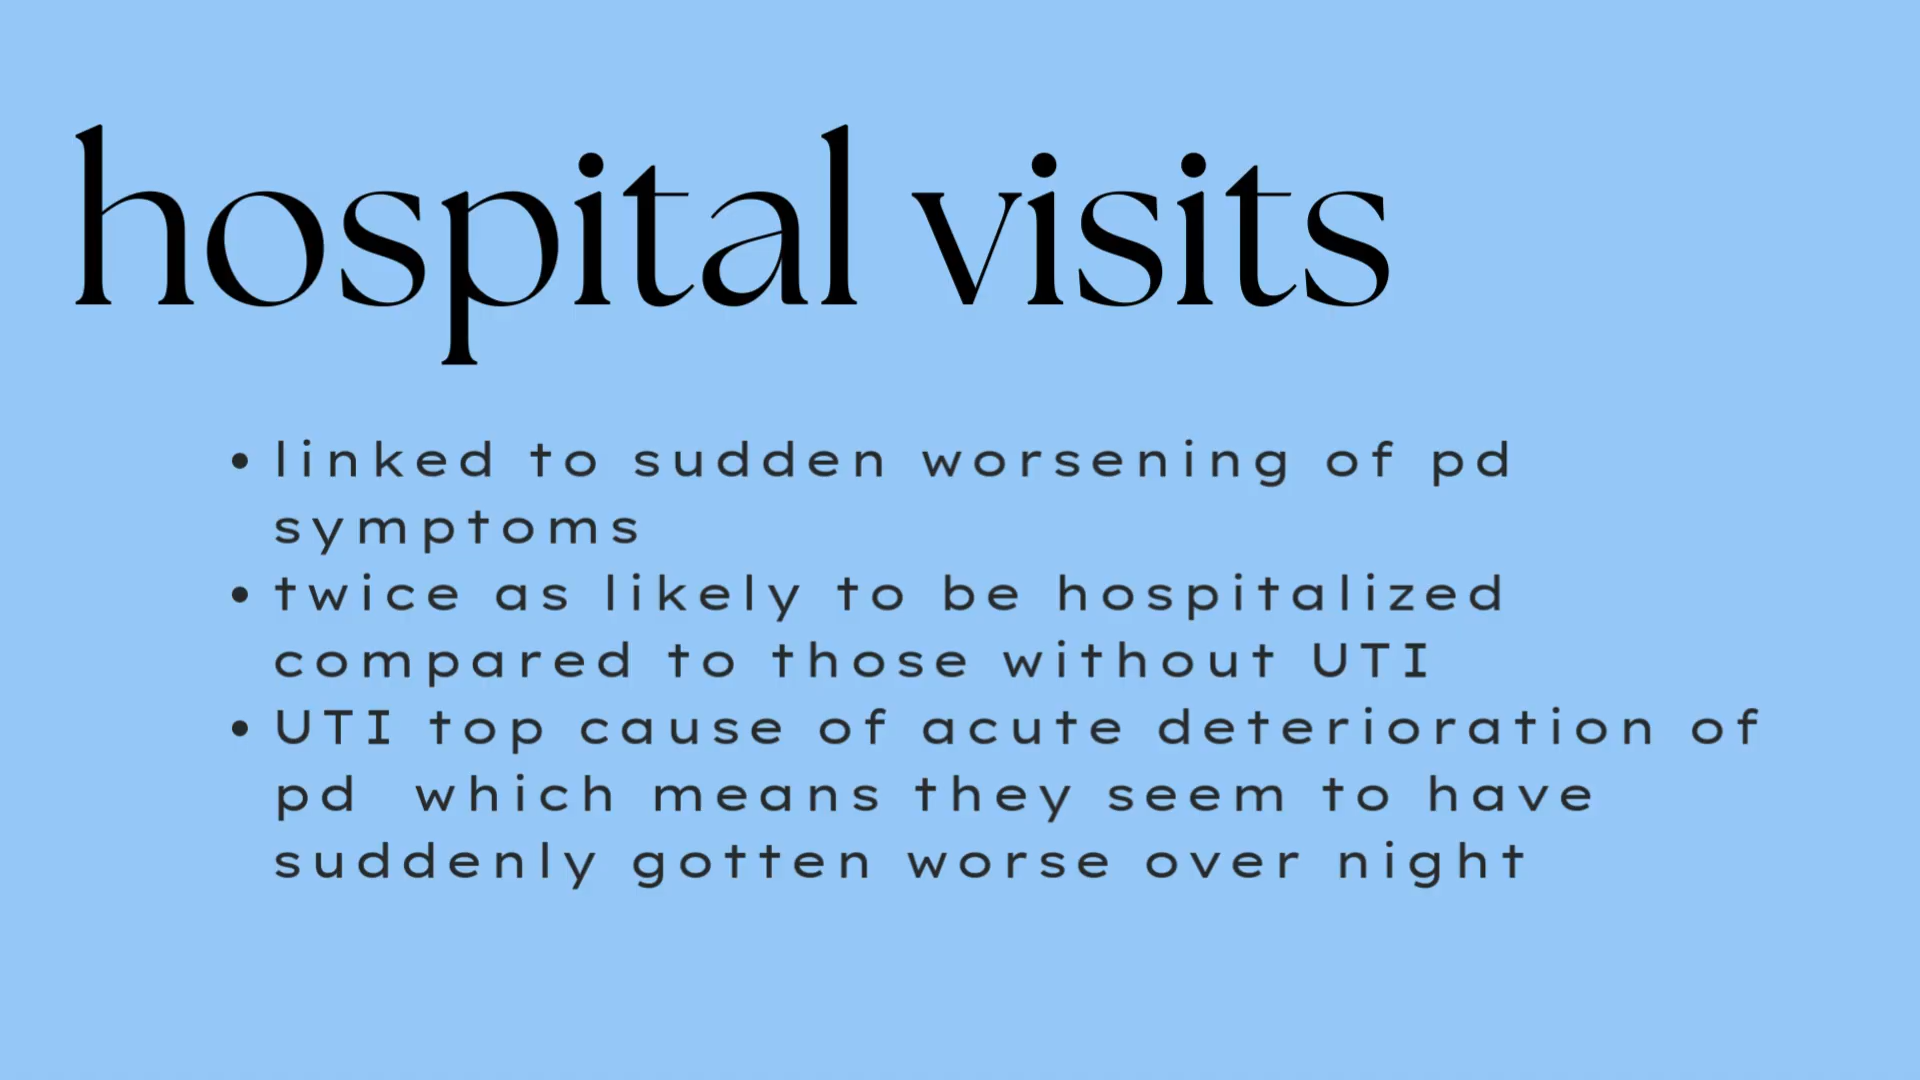 hospital visits
• linked to sudden worsening of pd
symptoms
• twice as likely to be hospitalized
compared to those without UTI
• UTI top cause of acute deterioration of
pd  which means they seem to have
suddenly gotten worse over night